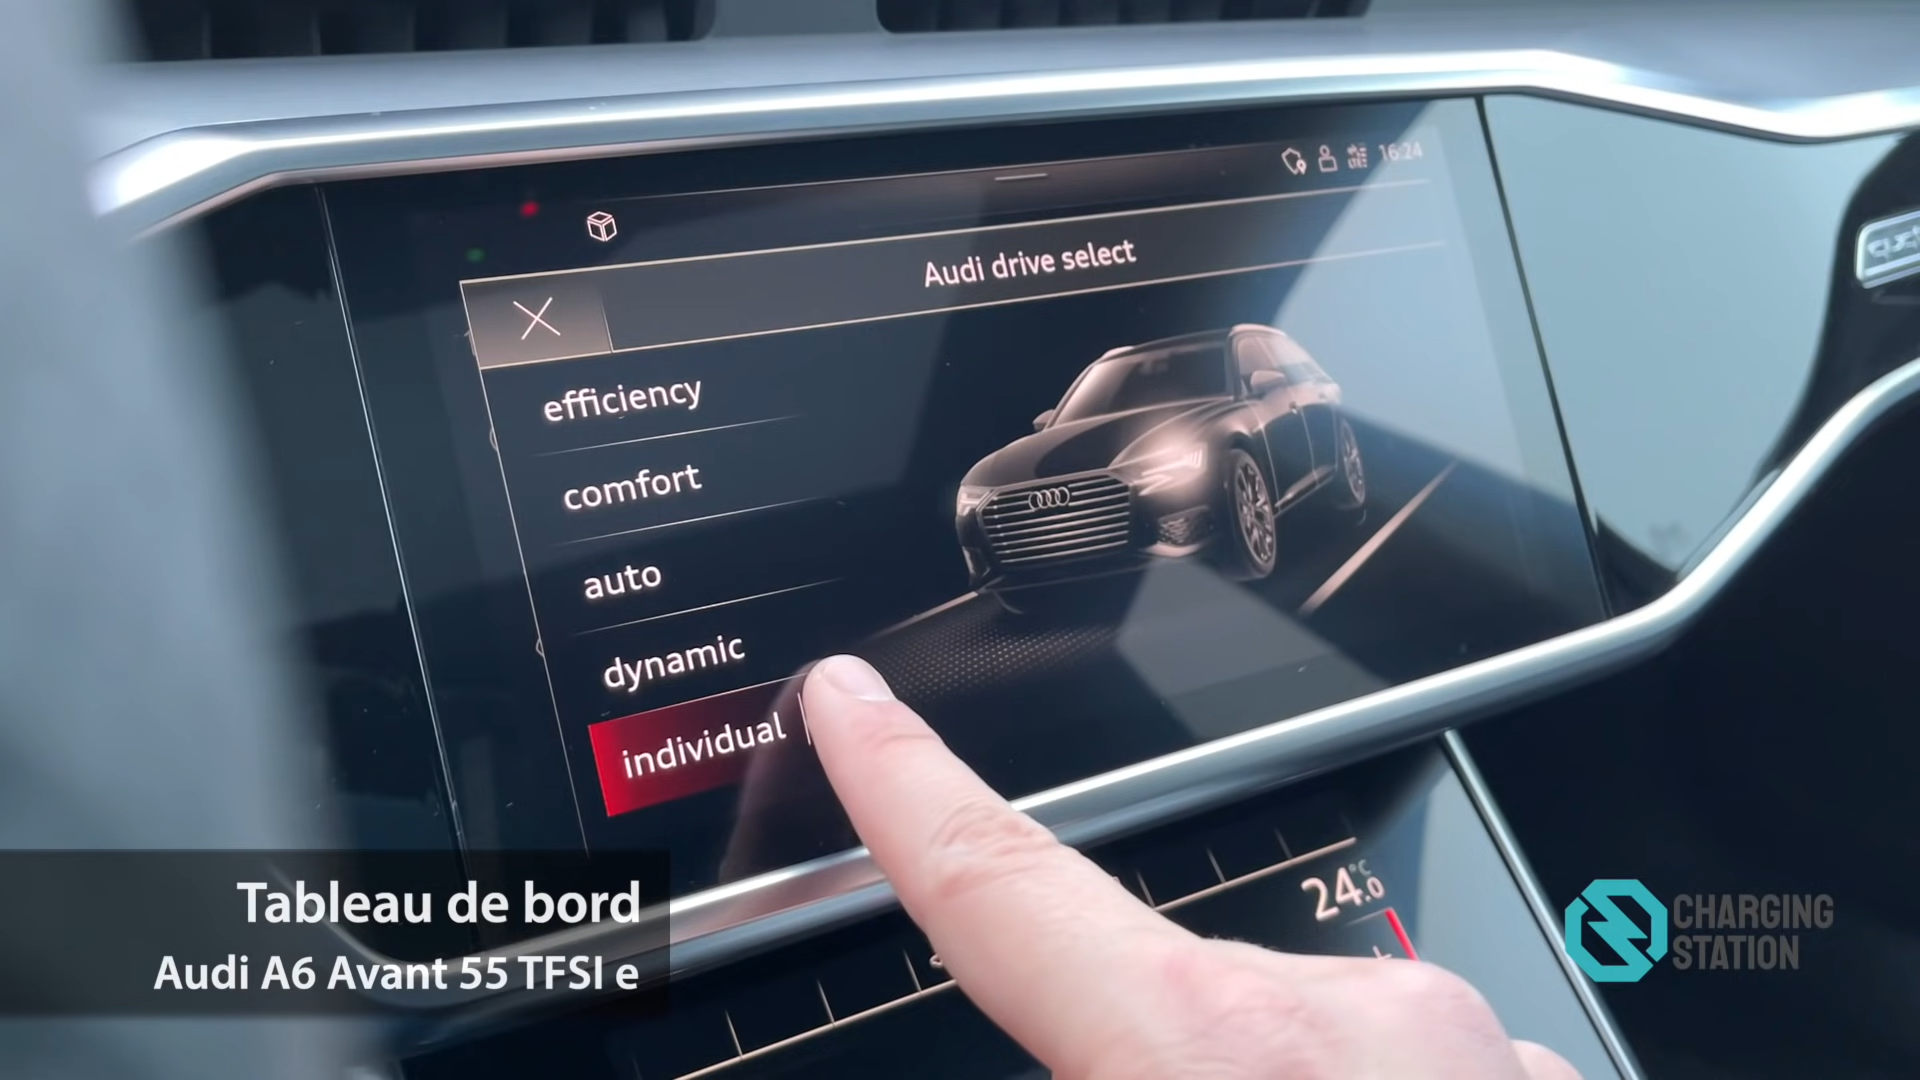 16:24
Audi drive select
efficiency
comfort
auto
dynamic
individual
24.0 °C
Tableau de bord
Audi A6 Avant 55 TFSI e
CHARGING
STATION